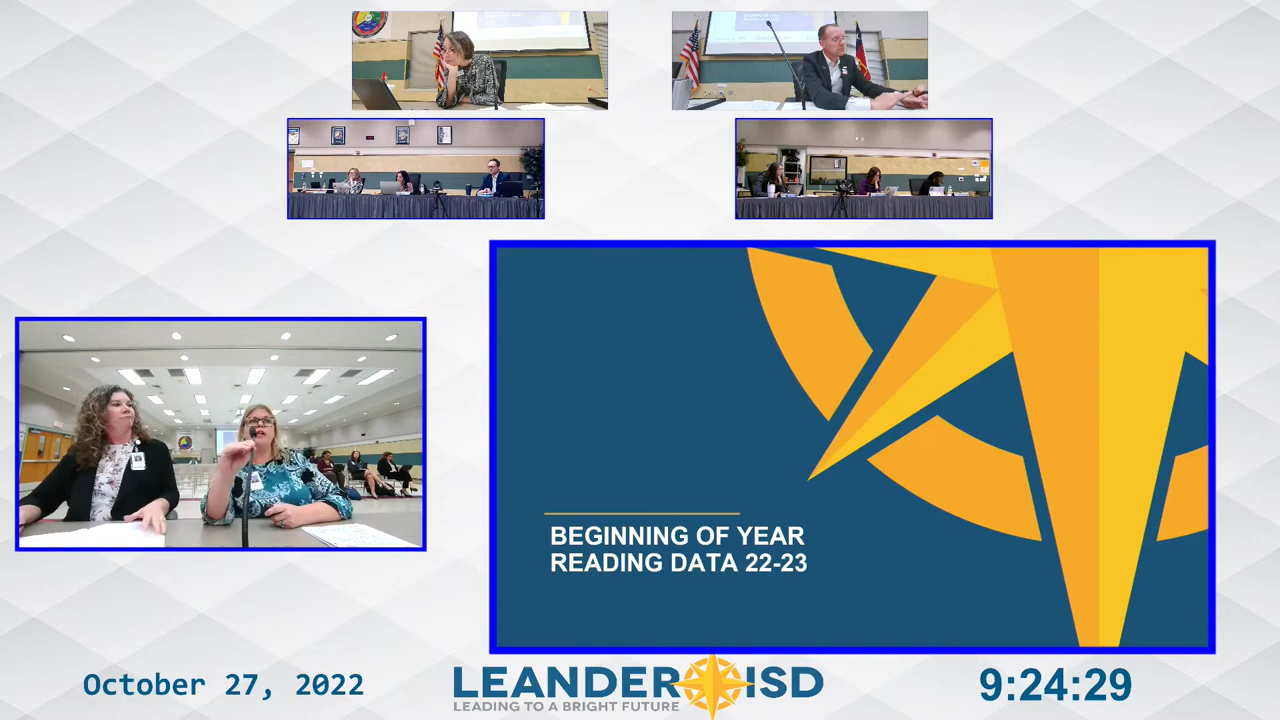 BEGINNING OF YEAR
READING DATA 22-23
October 27, 2022
LEANDER ISD
LEADING TO A BRIGHT FUTURE
9:24:29